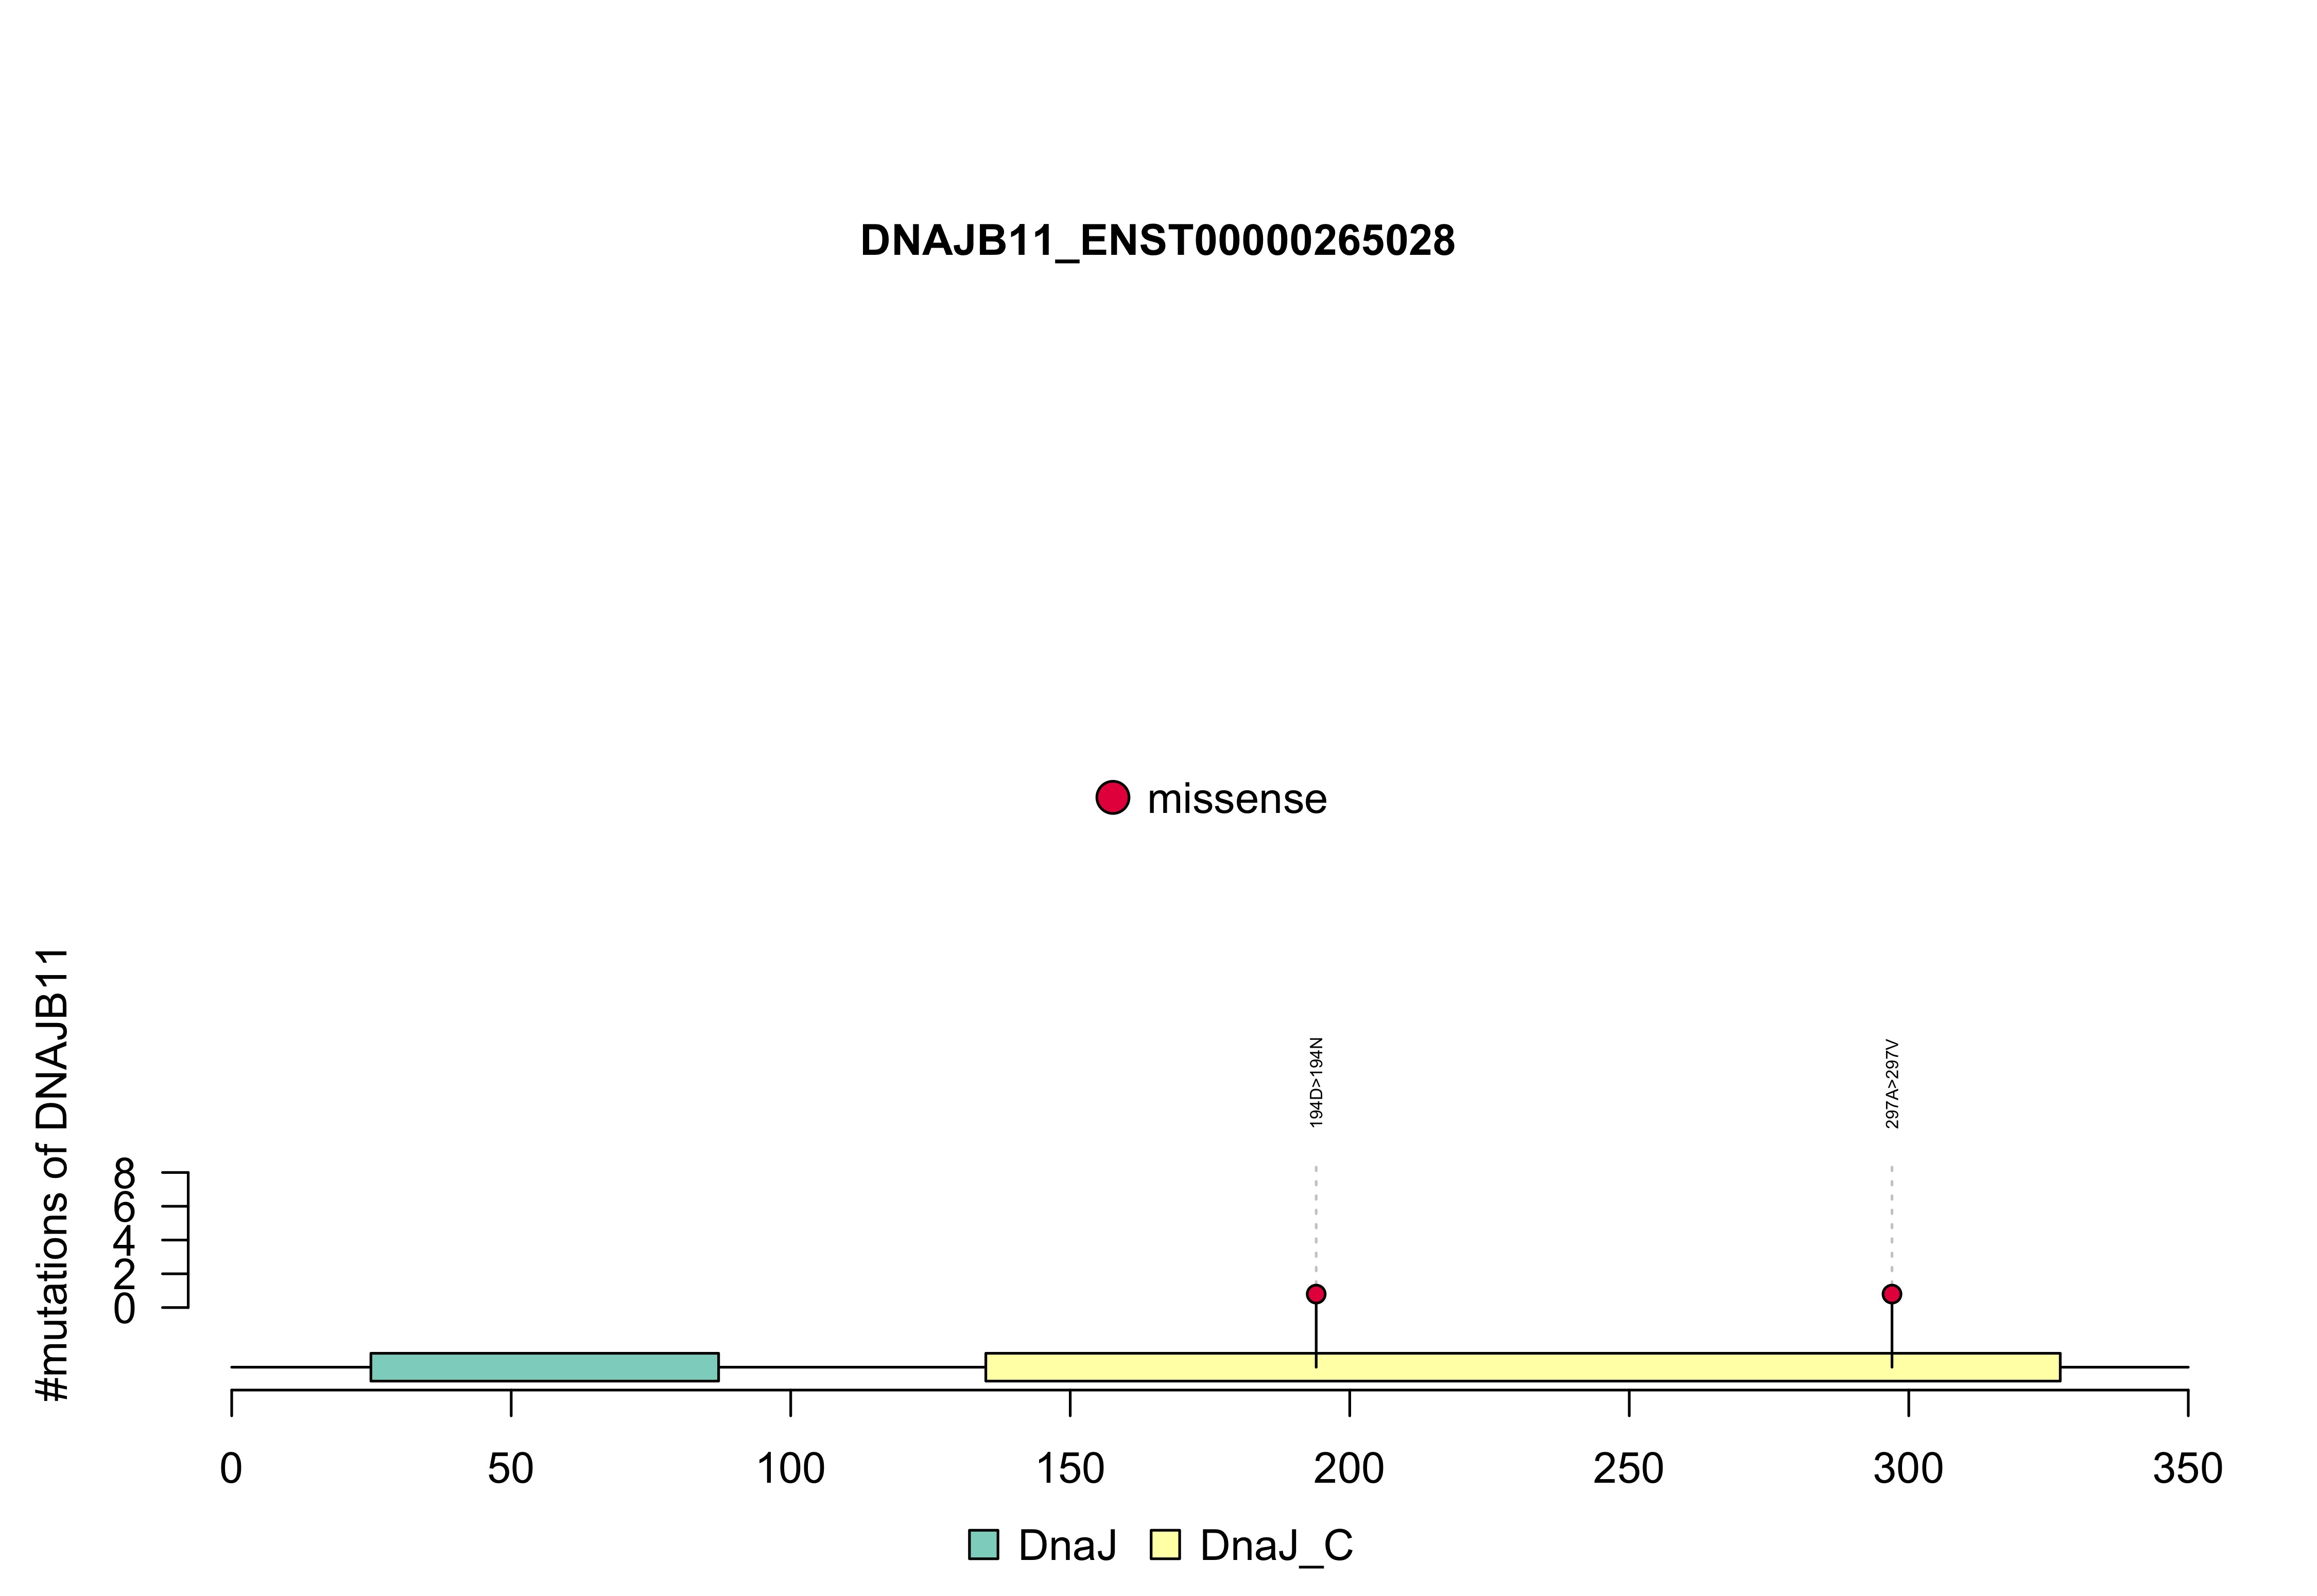 DNAJB11_ENST00000265028
missense
#mutations of DNAJB11
194D>194N
297A>297V
8
6
4
2
0
0 50 100 150 200 250 300 350
DnaJ DnaJ_C